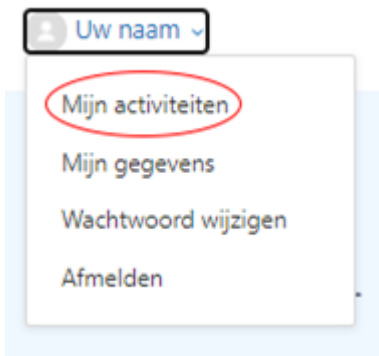 Uw naam
Mijn activiteiten
Mijn gegevens
Wachtwoord wijzigen
Afmelden